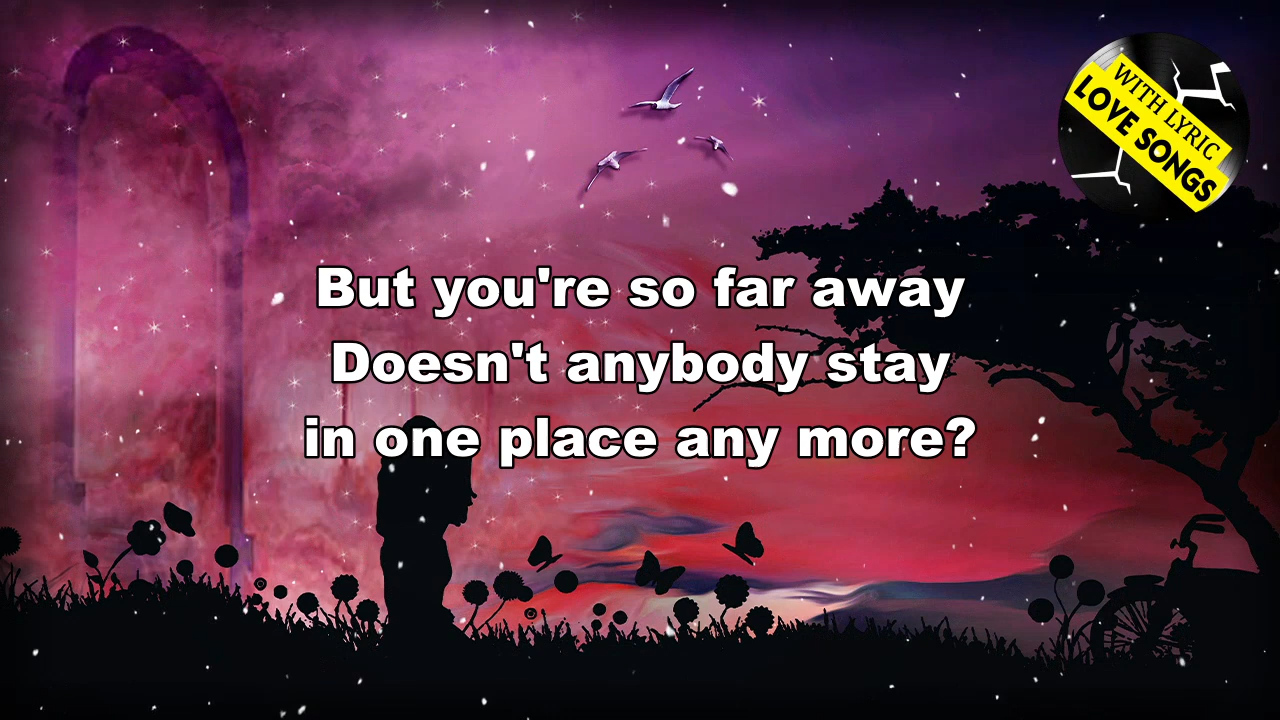 WITH LYRIC
LOVE SONGS
But you're so far away
Doesn't anybody stay
in one place any more?